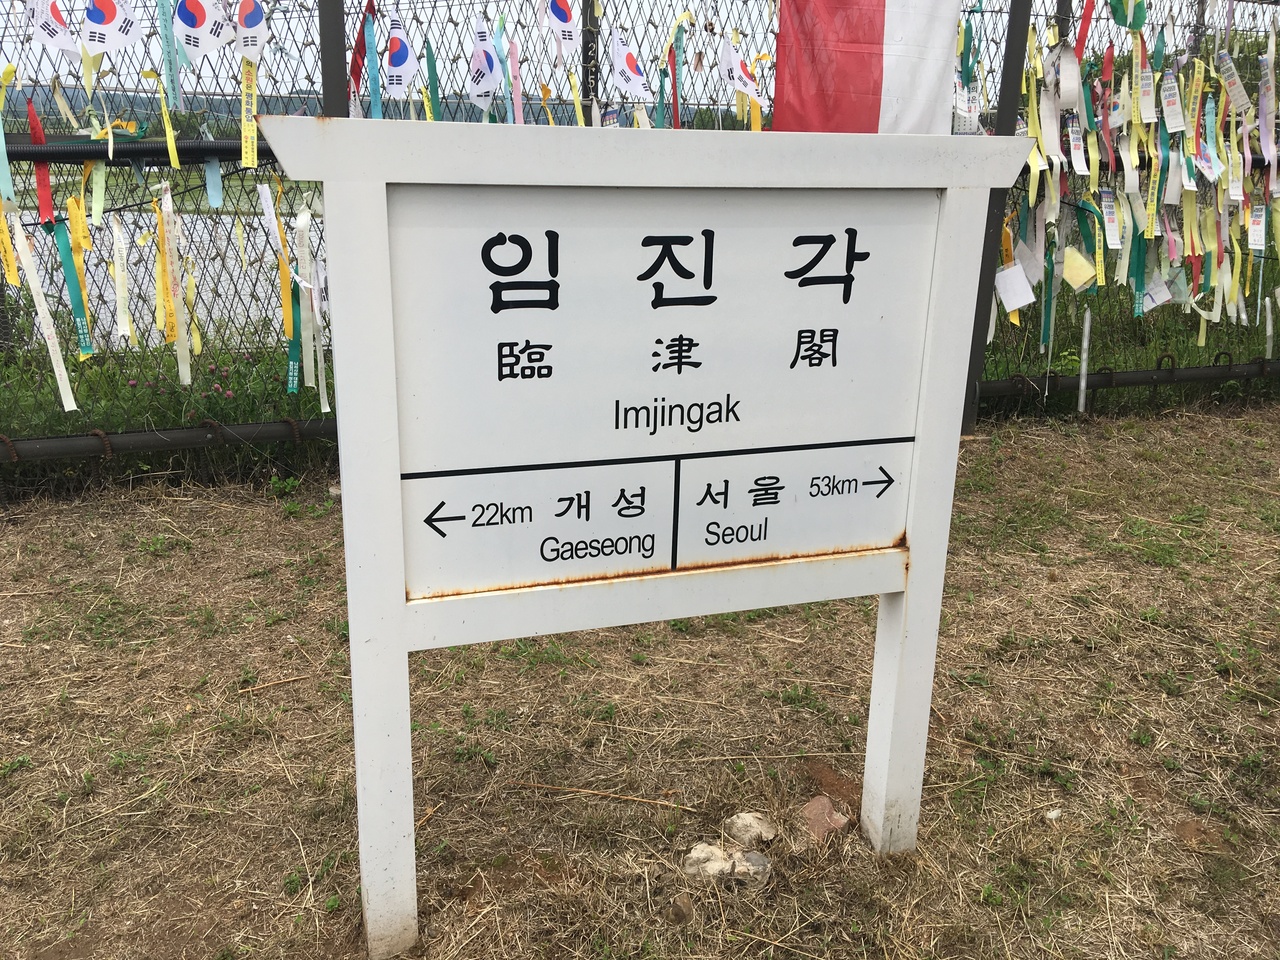 임 진 각
臨 津 閣
Imjingak
←22km 개 성
Gaeseong
서 울 53km→
Seoul